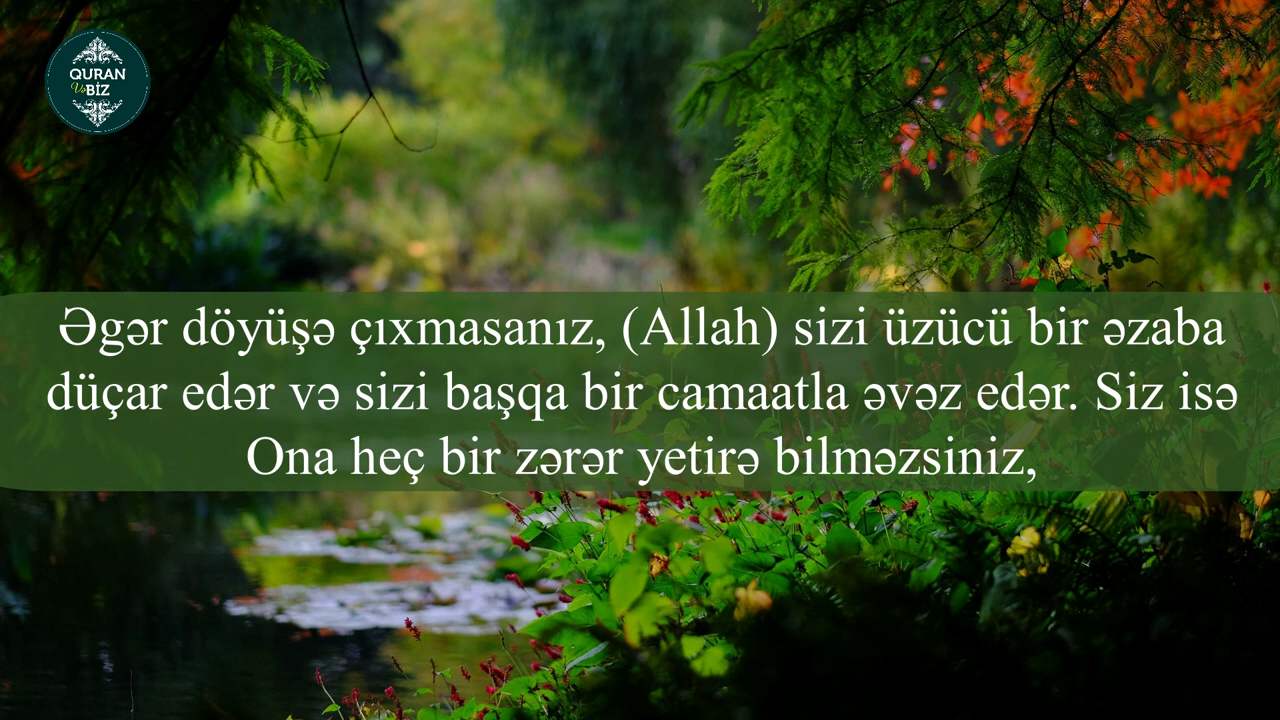 QURAN
Və BİZ
Əgər döyüşə çıxmasanız, (Allah) sizi üzücü bir əzaba
düçar edər və sizi başqa bir camaatla əvəz edər. Siz isə
Ona heç bir zərər yetirə bilməzsiniz,